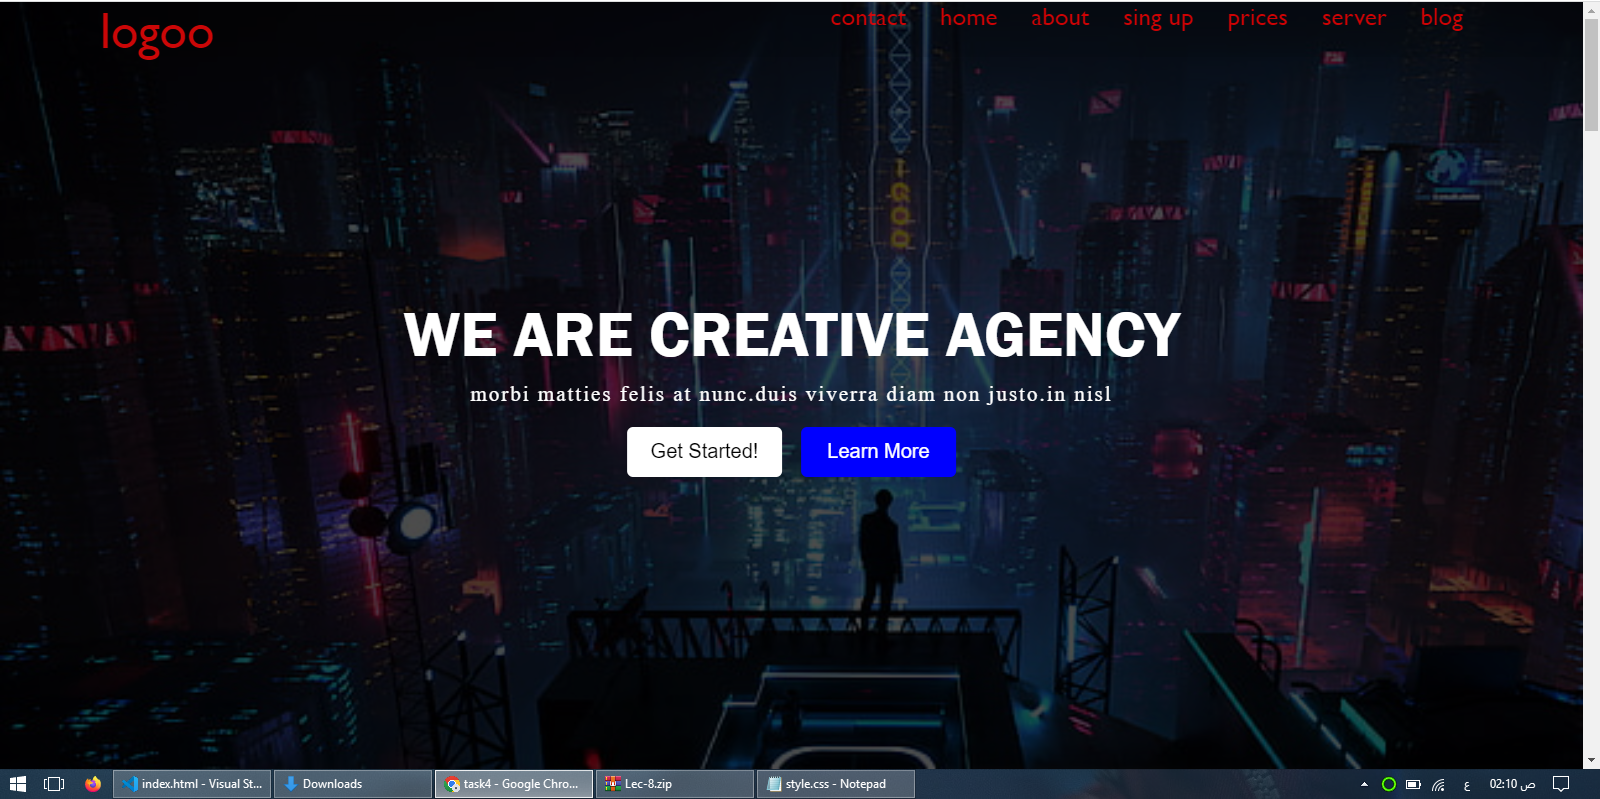 logoo
contact home about sing up prices server blog
IGOO
WE ARE CREATIVE AGENCY
morbi matties felis at nunc.duis viverra diam non justo.in nisl
Get Started! Learn More
index.html - Visual St... Downloads task4 - Google Chro... Lec-8.zip style.css - Notepad ع 02:10 ص